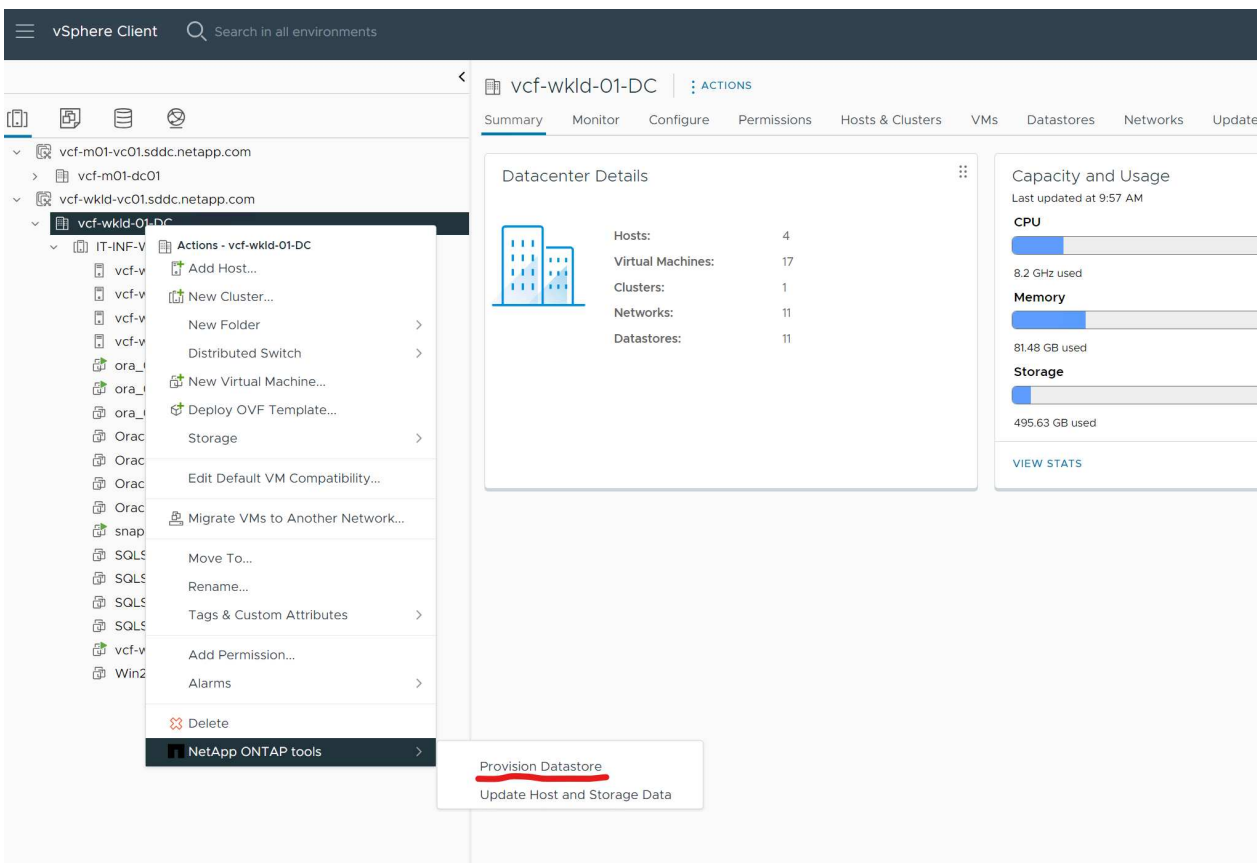 vSphere Client
Search in all environments
vcf-m01-vc01.sddc.netapp.com
vcf-m01-dc01
vcf-wkld-vc01.sddc.netapp.com
vcf-wkld-01-DC
IT-INF-W
vcf-w
vcf-w
vcf-w
vcf-w
ora_
ora_
ora_
Orac
Orac
Orac
Orac
snap
SQLS
SQLS
SQLS
SQLS
vcf-w
Win2
Actions - vcf-wkld-01-DC
Add Host...
New Cluster...
New Folder
Distributed Switch
New Virtual Machine...
Deploy OVF Template...
Storage
Edit Default VM Compatibility...
Migrate VMs to Another Network...
Move To...
Rename...
Tags & Custom Attributes
Add Permission...
Alarms
Delete
NetApp ONTAP tools
Provision Datastore
Update Host and Storage Data
vcf-wkld-01-DC
ACTIONS
Summary Monitor Configure Permissions Hosts & Clusters VMs Datastores Networks Update
Datacenter Details
Hosts: 4
Virtual Machines: 17
Clusters: 1
Networks: 11
Datastores: 11
Capacity and Usage
Last updated at 9:57 AM
CPU
8.2 GHz used
Memory
81.48 GB used
Storage
495.63 GB used
VIEW STATS